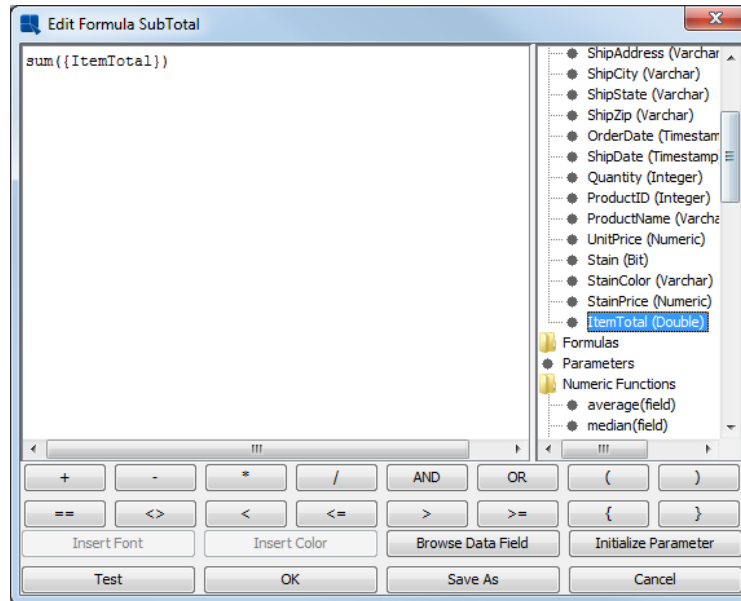 Edit Formula SubTotal
sum({ItemTotal})
ShipAddress (Varchar
ShipCity (Varchar)
ShipState (Varchar)
ShipZip (Varchar)
OrderDate (Timestam
ShipDate (Timestamp
Quantity (Integer)
ProductID (Integer)
ProductName (Varcha
UnitPrice (Numeric)
Stain (Bit)
StainColor (Varchar)
StainPrice (Numeric)
ItemTotal (Double)
Formulas
Parameters
Numeric Functions
average(field)
median(field)
+ - * / AND OR ( )
== <> < <= > >= { }
Insert Font Insert Color Browse Data Field Initialize Parameter
Test OK Save As Cancel